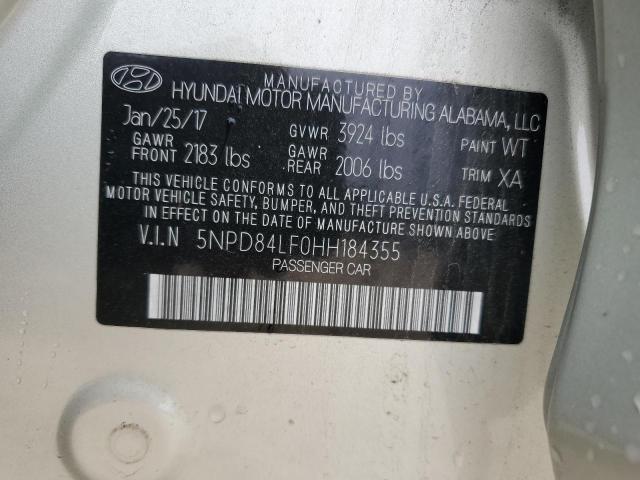 MANUFACTURED BY
HYUNDAI MOTOR MANUFACTURING ALABAMA, LLC
Jan/25/17 GVWR 3924 lbs PAINT WT
GAWR FRONT 2183 lbs GAWR REAR 2006 lbs TRIM XA
THIS VEHICLE CONFORMS TO ALL APPLICABLE U.S.A. FEDERAL
MOTOR VEHICLE SAFETY, BUMPER, AND THEFT PREVENTION STANDARDS
IN EFFECT ON THE DATE OF MANUFACTURE SHOWN ABOVE.
V.I.N 5NPD84LF0HH184355
PASSENGER CAR